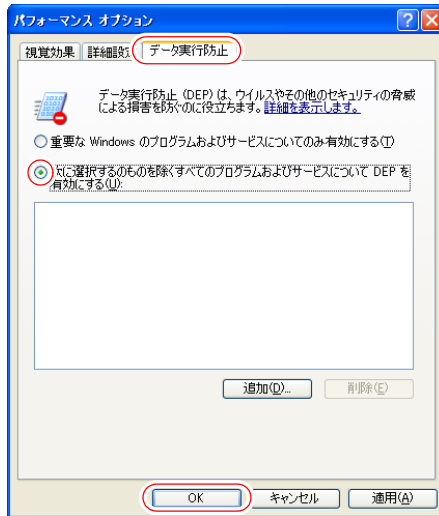 パフォーマンス オプション
視覚効果 詳細設定 データ実行防止
データ実行防止 (DEP) は、ウイルスやその他のセキュリティの脅威
による損害を防ぐのに役立ちます。詳細を表示します。
重要な Windows のプログラムおよびサービスについてのみ有効にする(T)
次に選択するのものを除くすべてのプログラムおよびサービスについて DEP を
有効にする(U):
追加(D)... 削除(E)
OK キャンセル 適用(A)